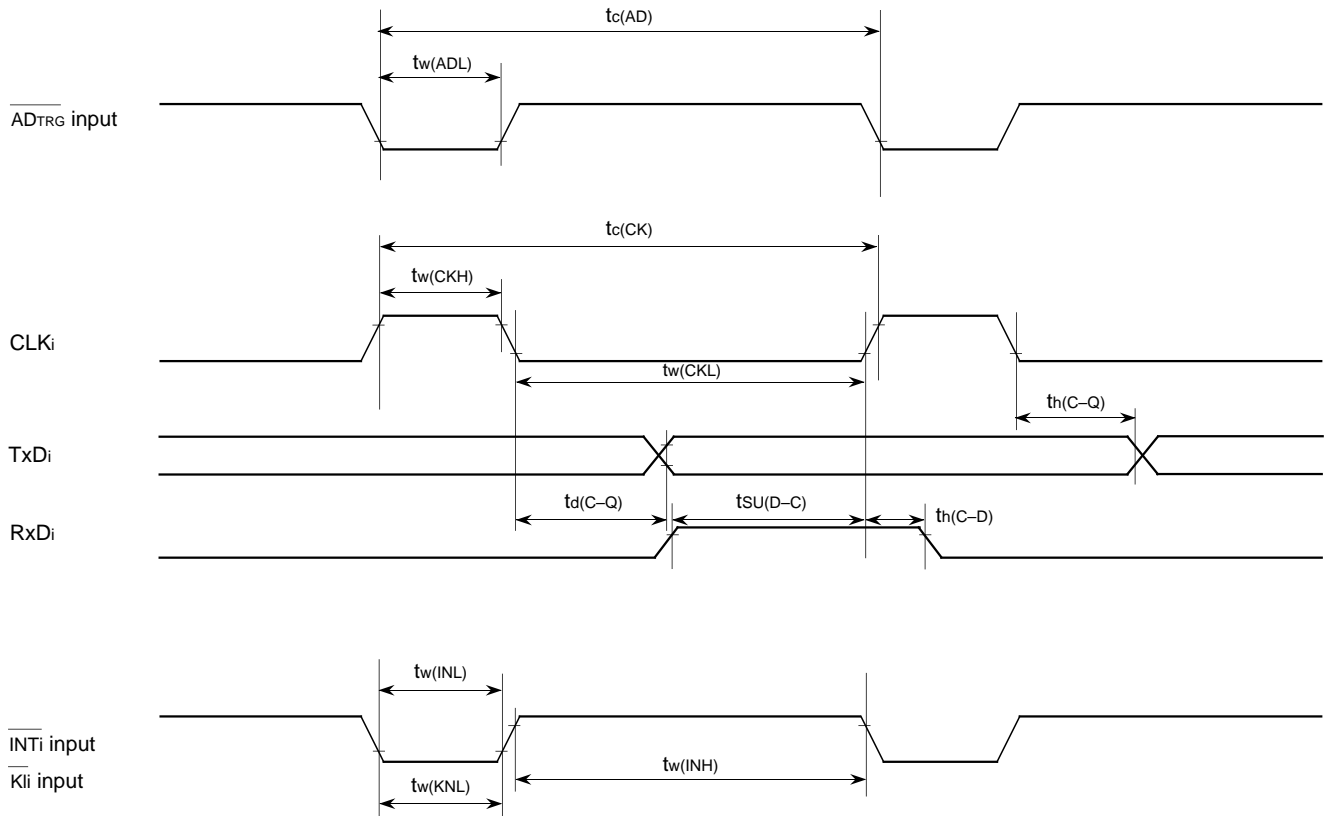 tc(AD)
tw(ADL)
ADTRG input
tc(CK)
tw(CKH)
CLKi
tw(CKL)
th(C–Q)
TxDi
td(C–Q)
tSU(D–C)
th(C–D)
RxDi
tw(INL)
INTi input
KIi input
tw(INH)
tw(KNL)